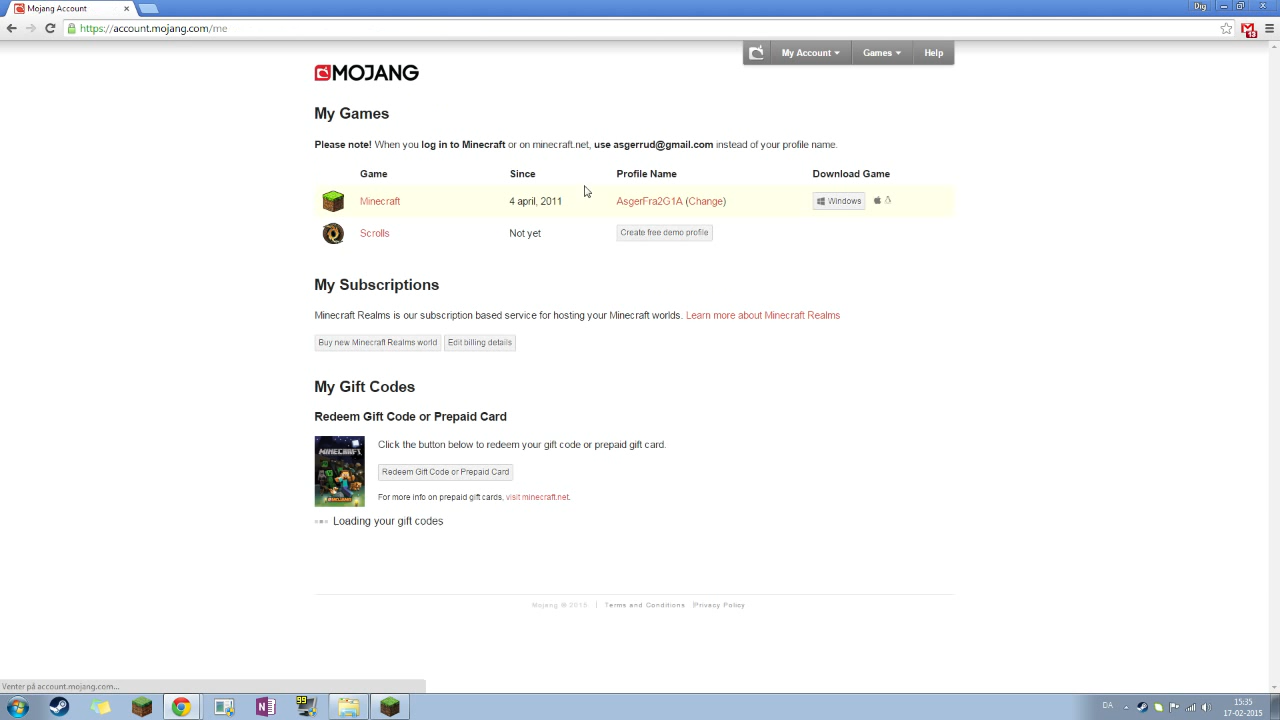 Mojang Account
Dig
https://account.mojang.com/me
My Account
Games
Help
MOJANG
My Games
Please note! When you log in to Minecraft or on minecraft.net, use asgerrud@gmail.com instead of your profile name.
Game Since Profile Name Download Game
Minecraft 4 april, 2011 AsgerFra2G1A (Change) Windows
Scrolls Not yet Create free demo profile
My Subscriptions
Minecraft Realms is our subscription based service for hosting your Minecraft worlds. Learn more about Minecraft Realms
Buy new Minecraft Realms world Edit billing details
My Gift Codes
Redeem Gift Code or Prepaid Card
MINECRAFT
Click the button below to redeem your gift code or prepaid gift card.
Redeem Gift Code or Prepaid Card
For more info on prepaid gift cards, visit minecraft.net.
Loading your gift codes
Mojang © 2015 | Terms and Conditions | Privacy Policy
Venter på account.mojang.com...
99
DA
15:35
17-02-2015